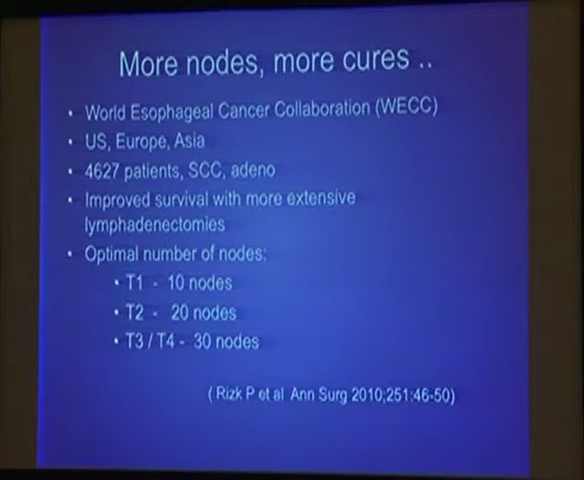 More nodes, more cures ..
• World Esophageal Cancer Collaboration (WECC)
• US, Europe, Asia
• 4627 patients, SCC, adeno
• Improved survival with more extensive
lymphadenectomies
• Optimal number of nodes:
• T1 - 10 nodes
• T2 - 20 nodes
• T3 / T4 - 30 nodes
( Rizk P et al Ann Surg 2010;251:46-50)